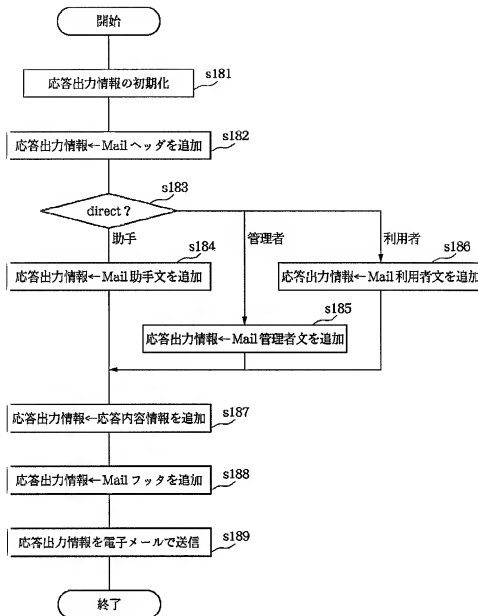 開始
s181
応答出力情報の初期化
s182
応答出力情報←Mailヘッダを追加
s183
direct?
助手
管理者
利用者
s184
応答出力情報←Mail助手文を追加
s186
応答出力情報←Mail利用者文を追加
s185
応答出力情報←Mail管理者文を追加
s187
応答出力情報←応答内容情報を追加
s188
応答出力情報←Mailフッタを追加
s189
応答出力情報を電子メールで送信
終了